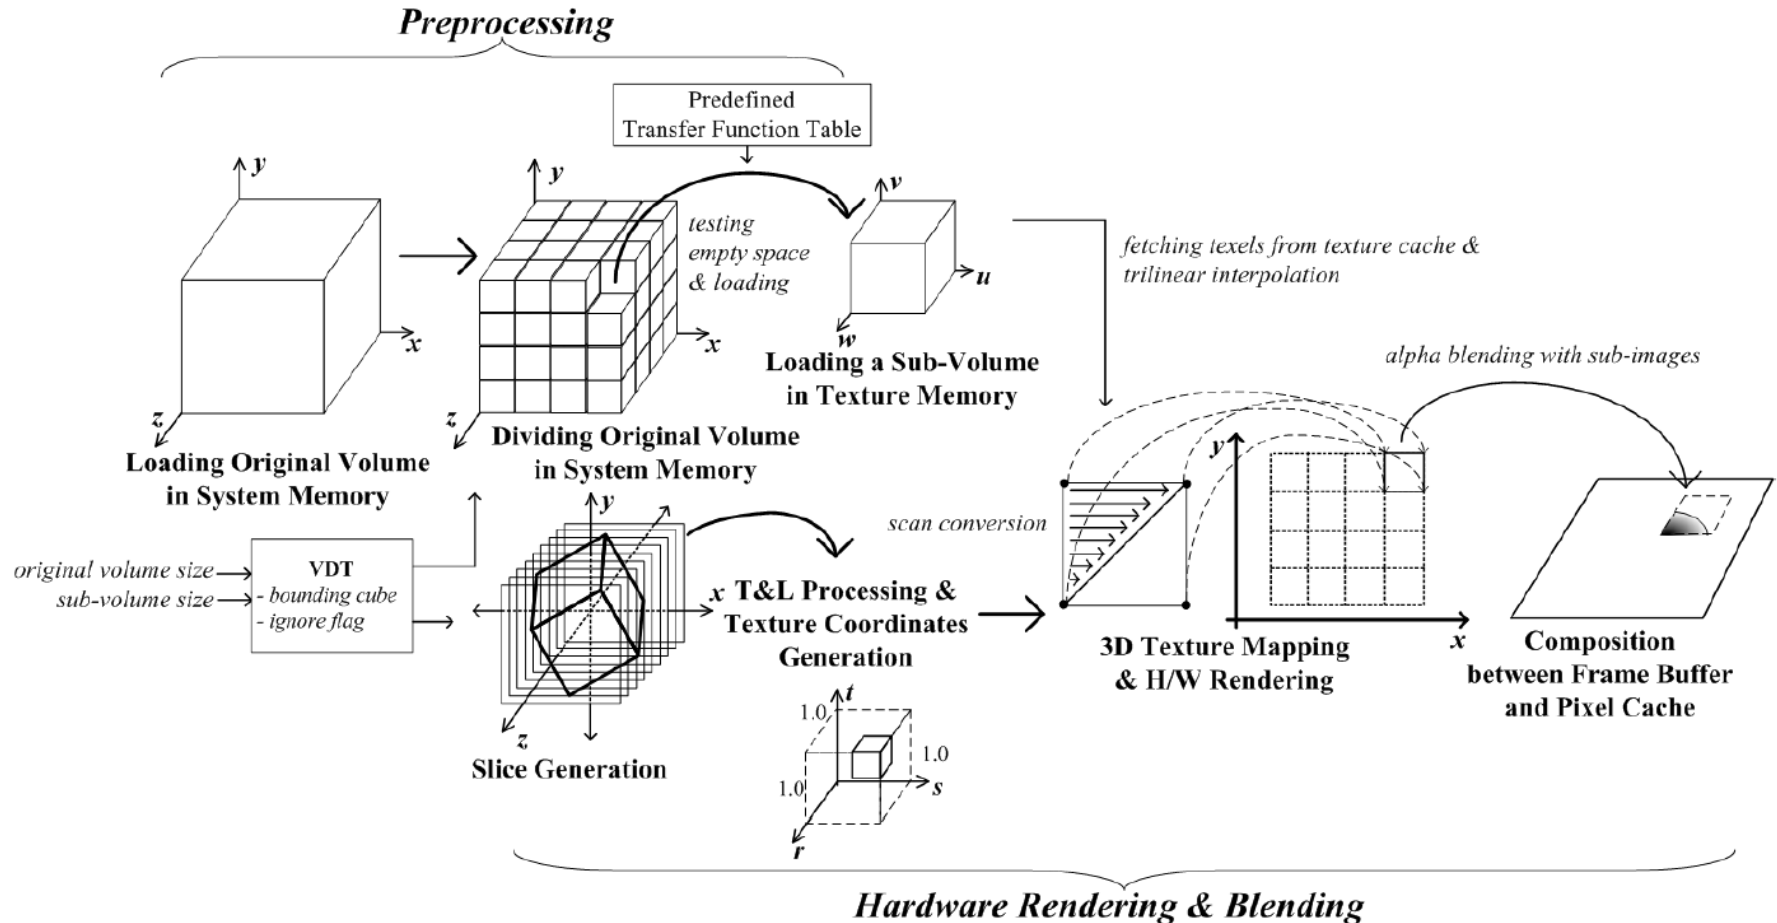 Preprocessing
Predefined
Transfer Function Table
y
x
z
Loading Original Volume
in System Memory
y
x
z
Dividing Original Volume
in System Memory
testing
empty space
& loading
v
u
w
Loading a Sub-Volume
in Texture Memory
fetching texels from texture cache &
trilinear interpolation
alpha blending with sub-images
original volume size
sub-volume size
VDT
- bounding cube
- ignore flag
y
x
z
Slice Generation
T&L Processing &
Texture Coordinates
Generation
t
1.0
1.0
1.0
s
r
scan conversion
y
x
3D Texture Mapping
& H/W Rendering
Composition
between Frame Buffer
and Pixel Cache
Hardware Rendering & Blending